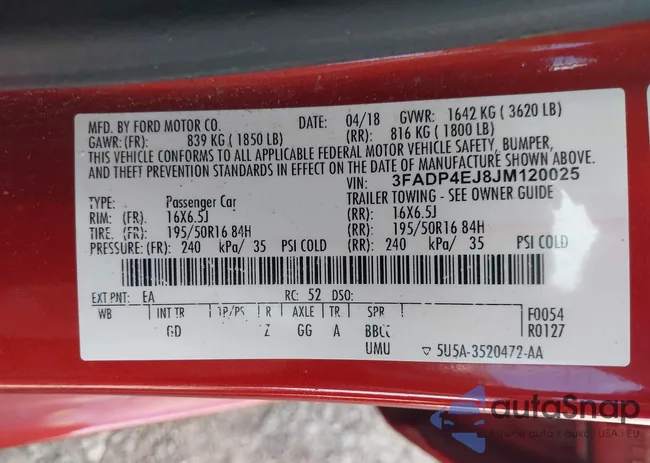 MFD. BY FORD MOTOR CO. DATE: 04/18 GVWR: 1642 KG ( 3620 LB)
GAWR: (FR): 839 KG ( 1850 LB) (RR): 816 KG ( 1800 LB)
THIS VEHICLE CONFORMS TO ALL APPLICABLE FEDERAL MOTOR VEHICLE SAFETY, BUMPER,
AND THEFT PREVENTION STANDARDS IN EFFECT ON THE DATE OF MANUFACTURE SHOWN ABOVE.
VIN: 3FADP4EJ8JM120025
TYPE: Passenger Car TRAILER TOWING - SEE OWNER GUIDE
RIM: (FR). 16X6.5J (RR): 16X6.5J
TIRE. (FR): 195/50R16 84H (RR): 195/50R16 84H
PRESSURE: (FR): 240 kPa/ 35 PSI COLD (RR): 240 kPa/ 35 PSI COLD
EXT PNT: EA RC: 52 DSO:
WB INT TR TP/PS R AXLE TR SPR F0054
GD Z GG A R0127
UMU ▽ 5U5A-3520472-AA
autoSnap
USA | EU